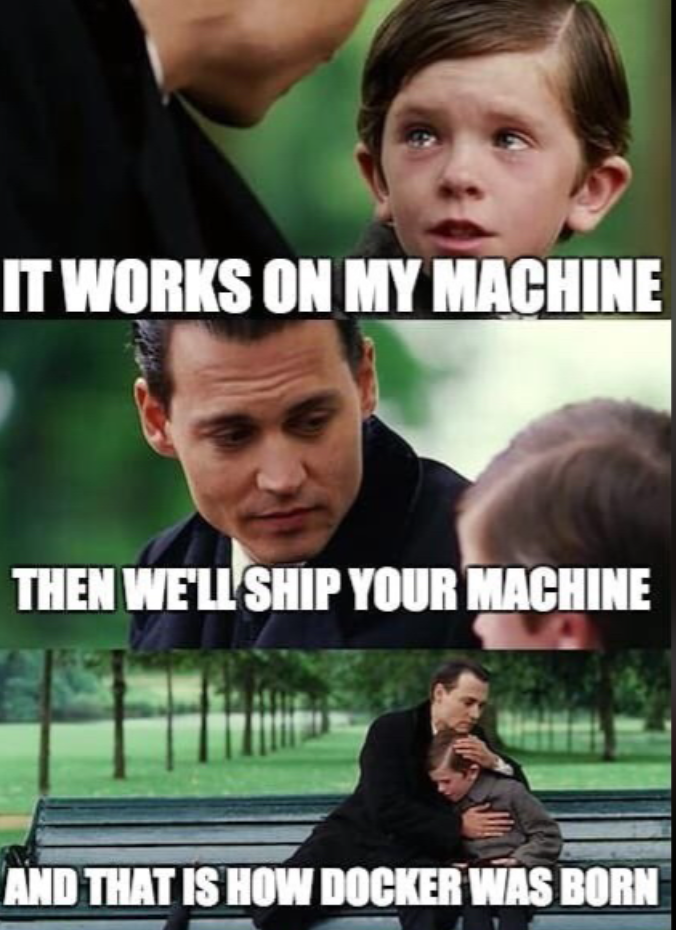 IT WORKS ON MY MACHINE
THEN WE'LL SHIP YOUR MACHINE
AND THAT IS HOW DOCKER WAS BORN